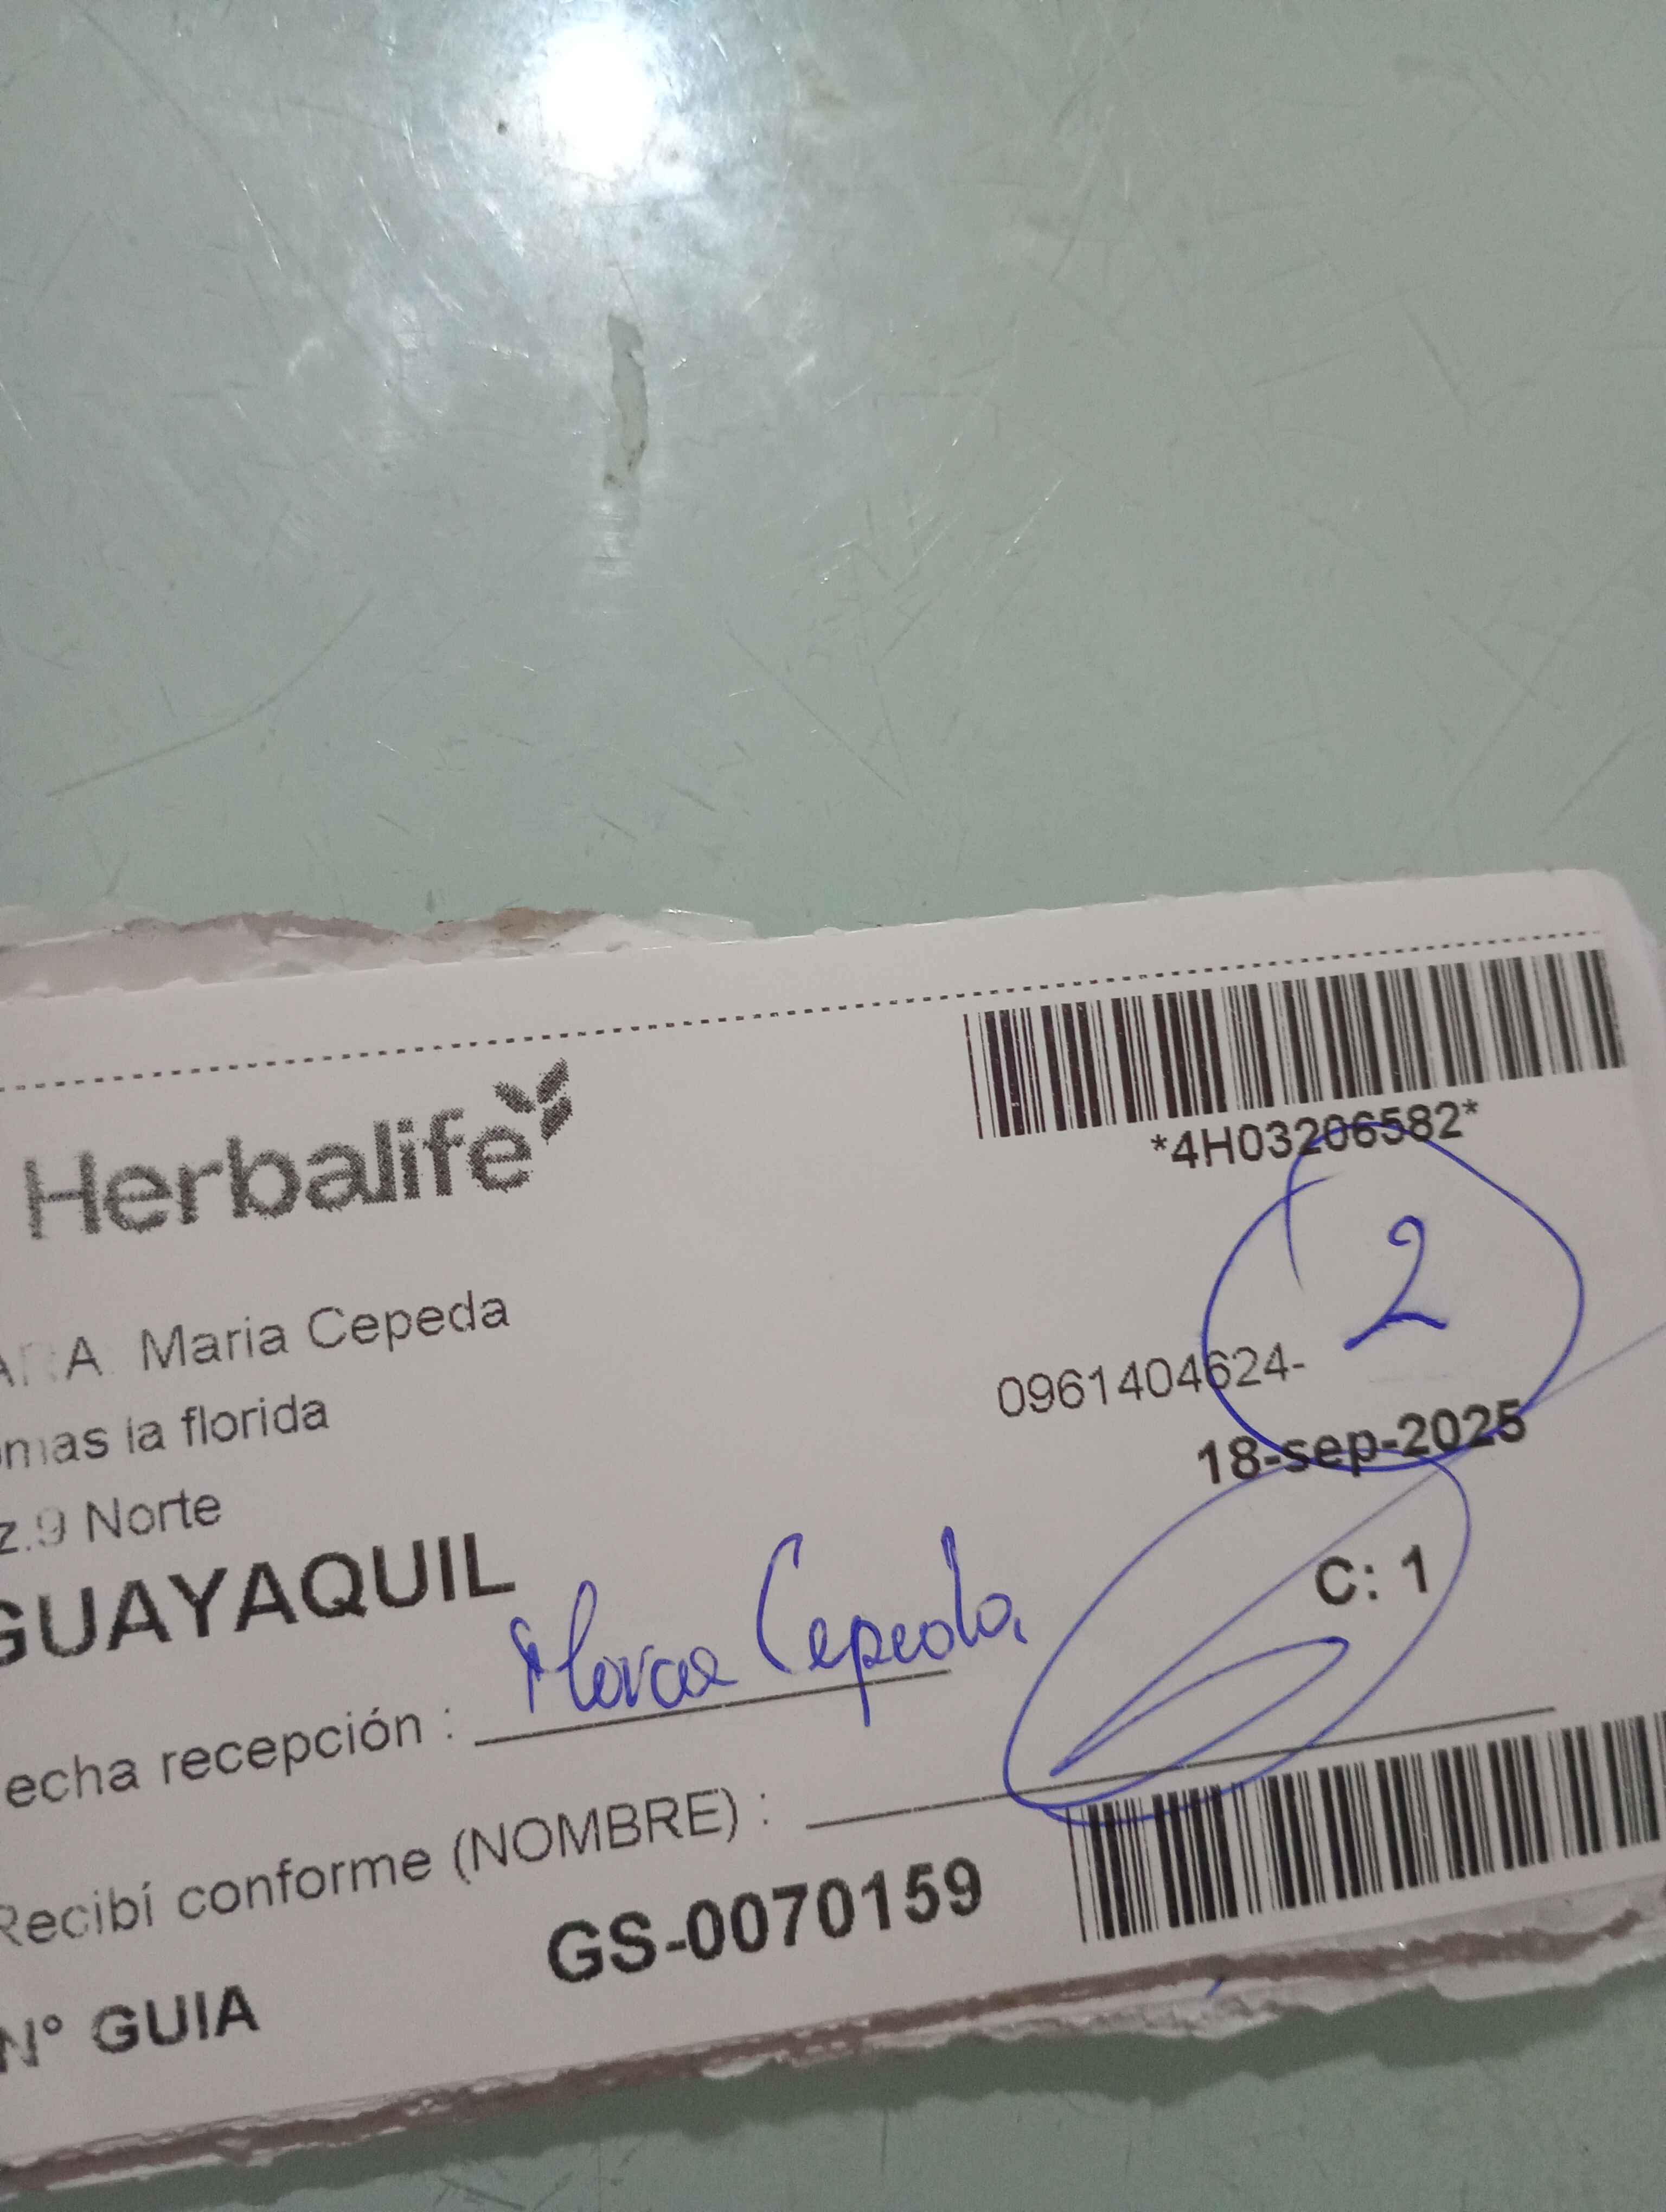 Herbalife
*4H03206582*
2
A Maria Cepeda
0961404624-
la florida
18-sep-2025
z.9 Norte
GUAYAQUIL
C: 1
echa recepción : Cepeda
Recibí conforme (NOMBRE) :
N° GUIA GS-0070159